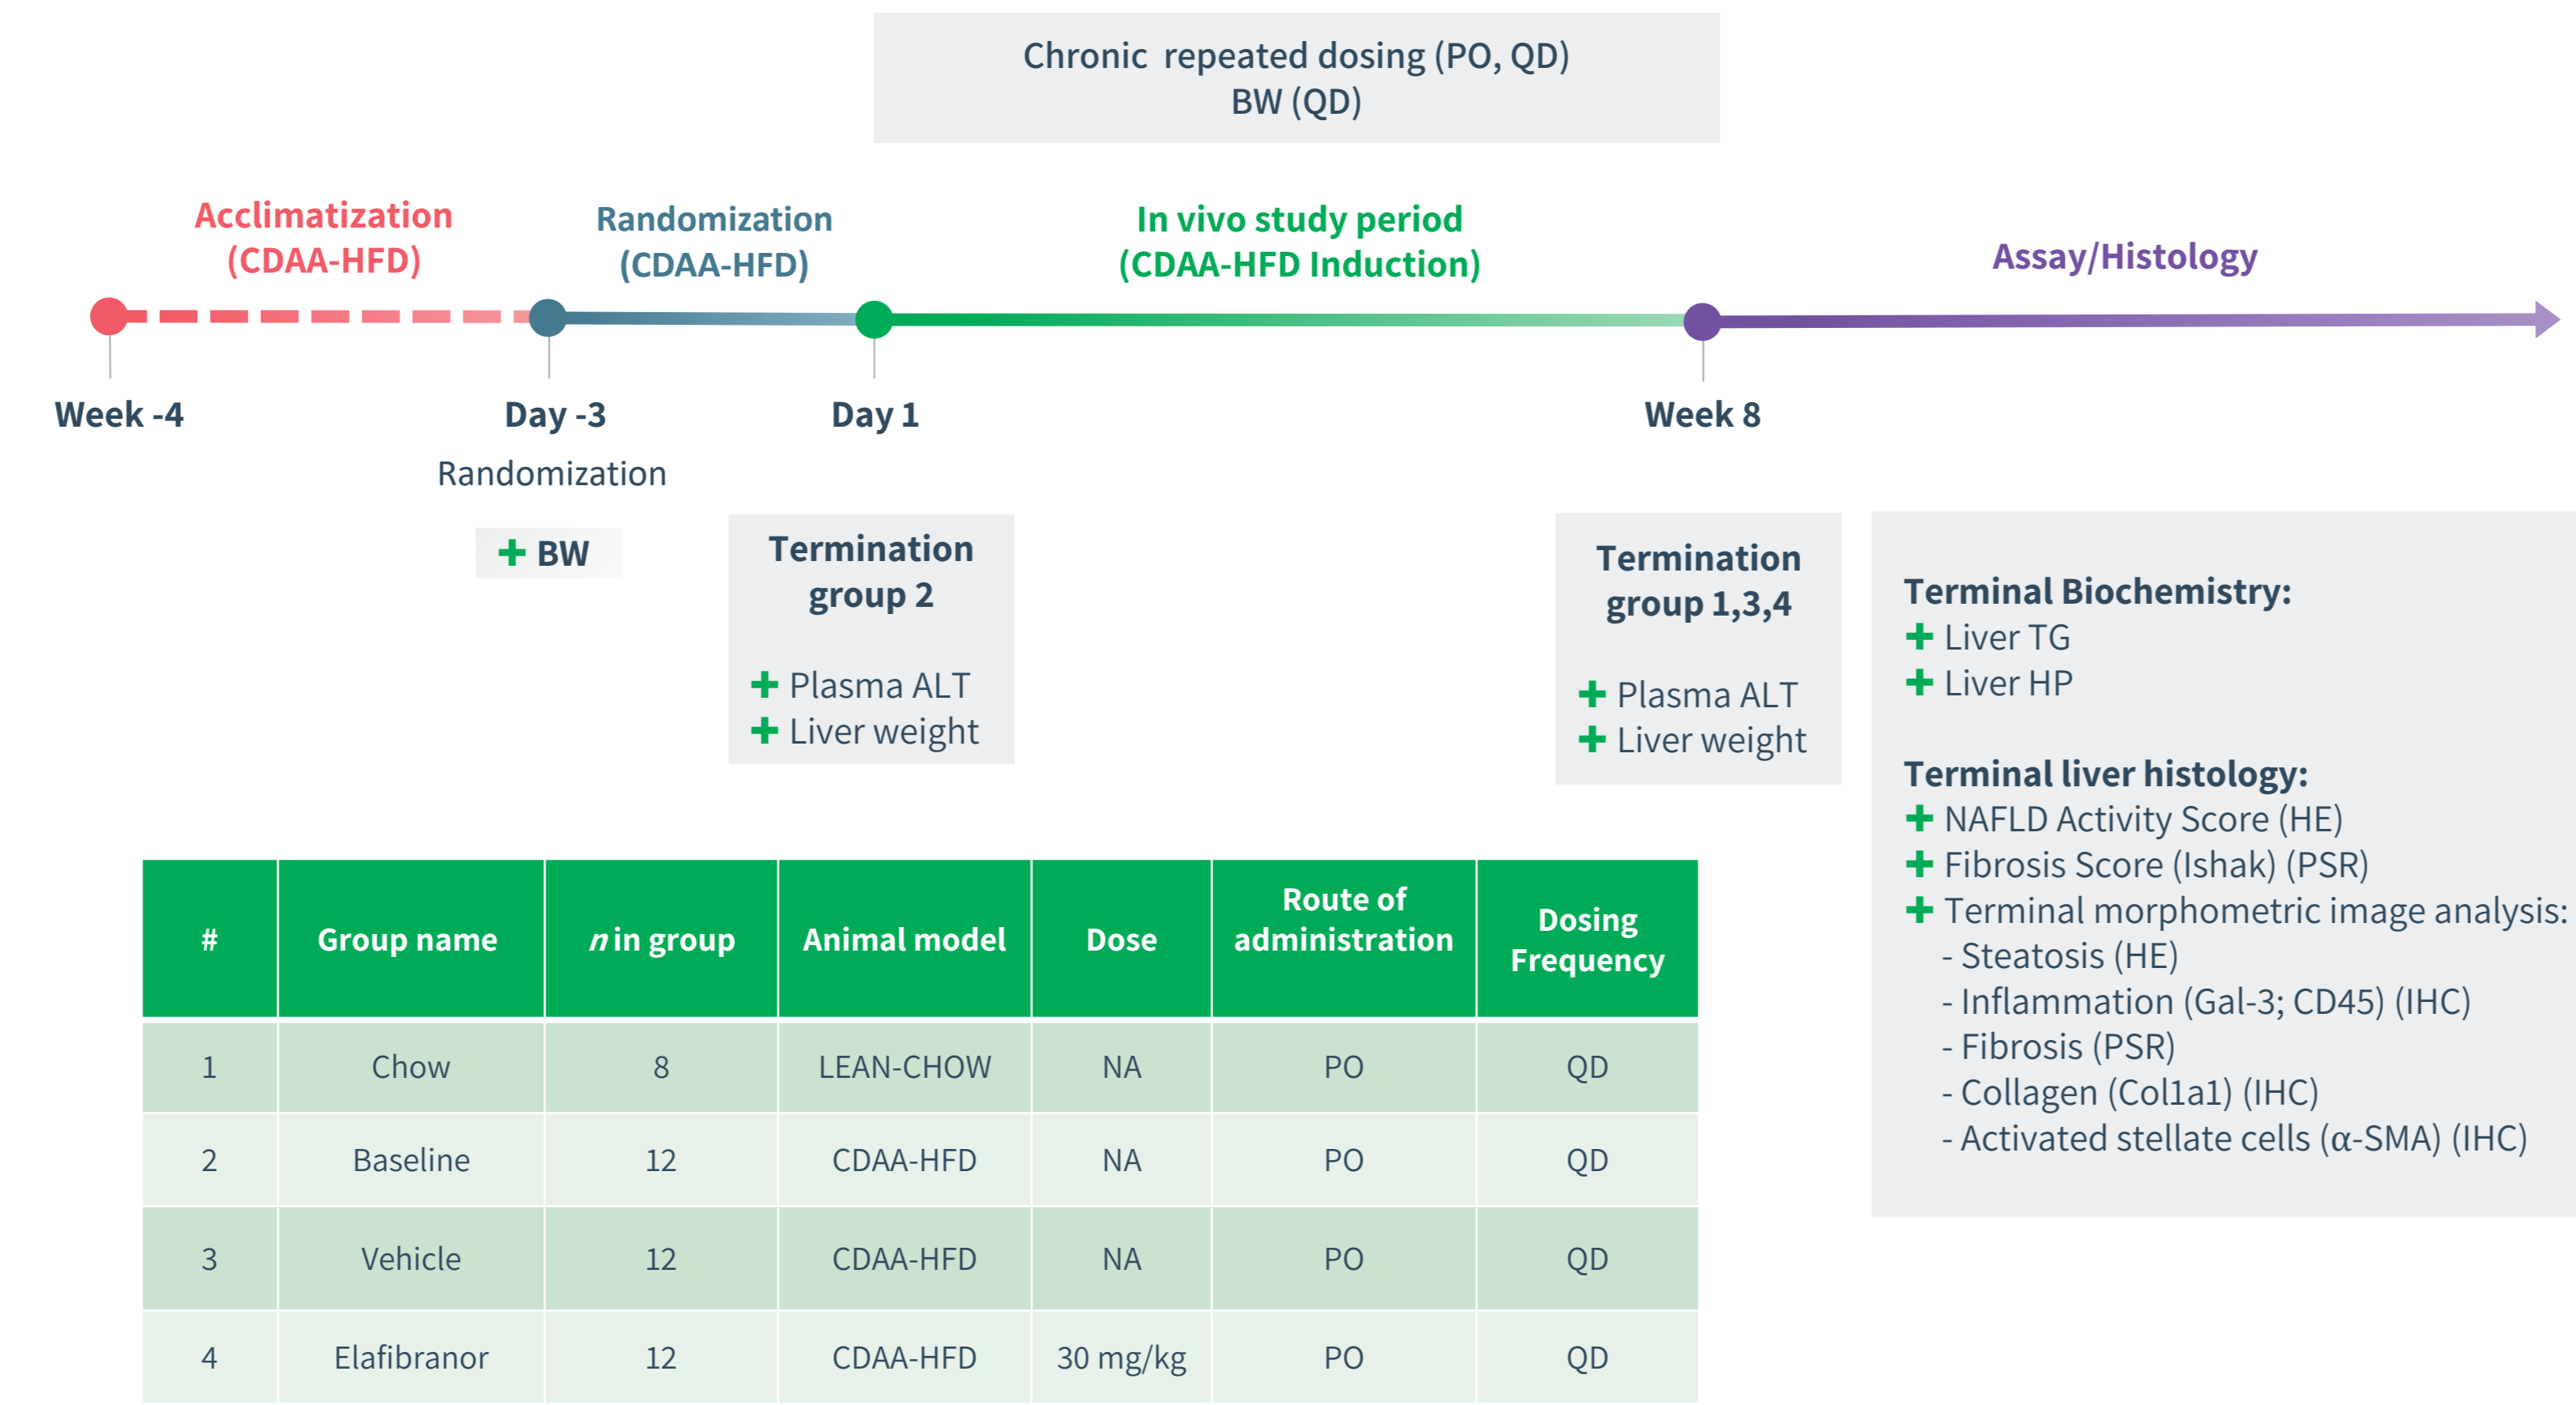 Chronic repeated dosing (PO, QD)
BW (QD)
Acclimatization
(CDAA-HFD)
Randomization
(CDAA-HFD)
In vivo study period
(CDAA-HFD Induction)
Assay/Histology
Week -4
Day -3
Randomization
Day 1
Week 8
+ BW
Termination
group 2
+ Plasma ALT
+ Liver weight
Termination
group 1,3,4
+ Plasma ALT
+ Liver weight
Terminal Biochemistry:
+ Liver TG
+ Liver HP
Terminal liver histology:
+ NAFLD Activity Score (HE)
+ Fibrosis Score (Ishak) (PSR)
+ Terminal morphometric image analysis:
- Steatosis (HE)
- Inflammation (Gal-3; CD45) (IHC)
- Fibrosis (PSR)
- Collagen (Col1a1) (IHC)
- Activated stellate cells (α-SMA) (IHC)
# Group name n in group Animal model Dose Route of administration Dosing Frequency
1 Chow 8 LEAN-CHOW NA PO QD
2 Baseline 12 CDAA-HFD NA PO QD
3 Vehicle 12 CDAA-HFD NA PO QD
4 Elafibranor 12 CDAA-HFD 30 mg/kg PO QD